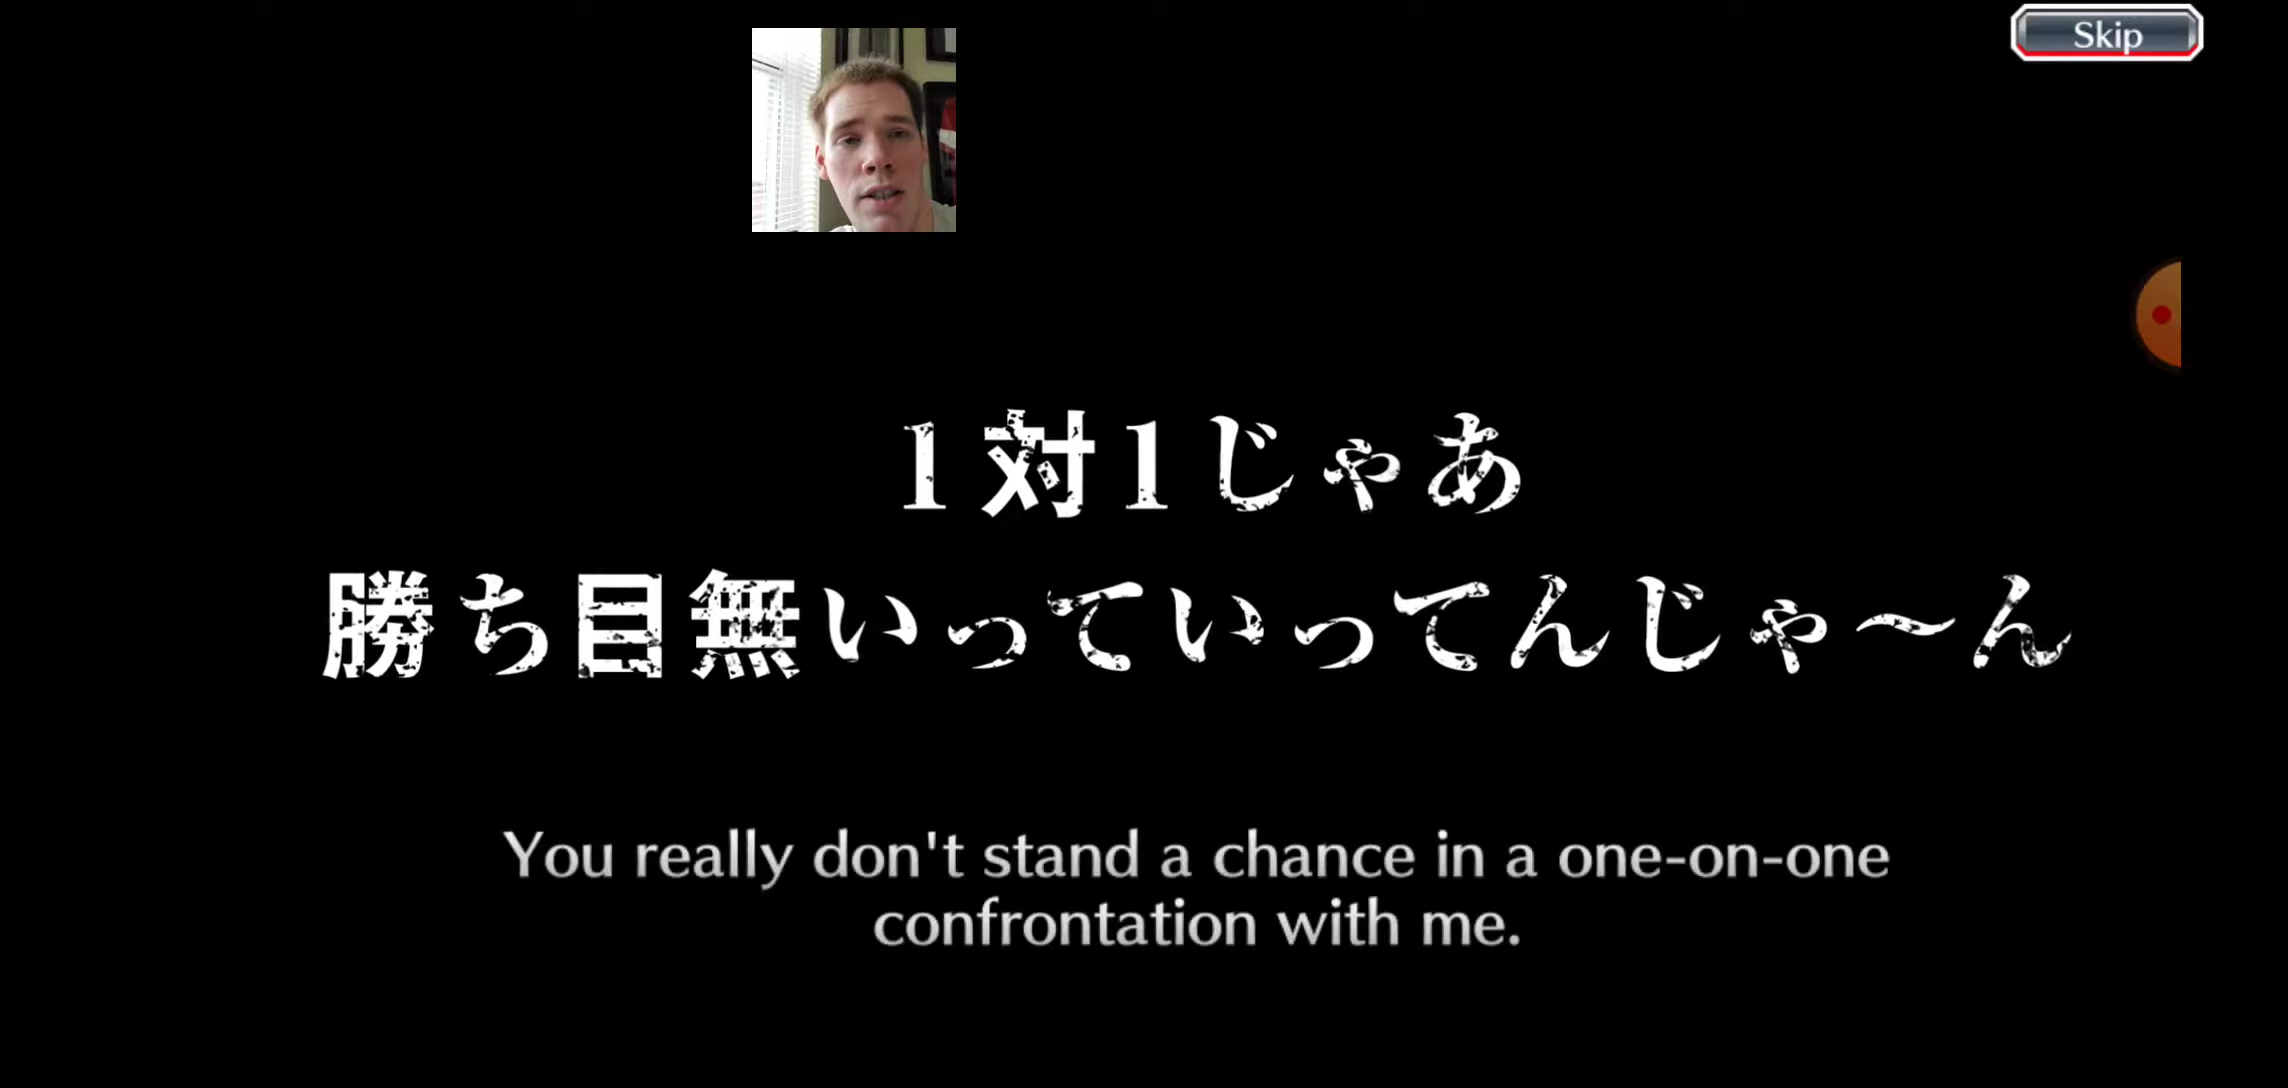 Skip
1対1じゃあ
勝ち目無いっていってんじゃ～ん
You really don't stand a chance in a one-on-one
confrontation with me.